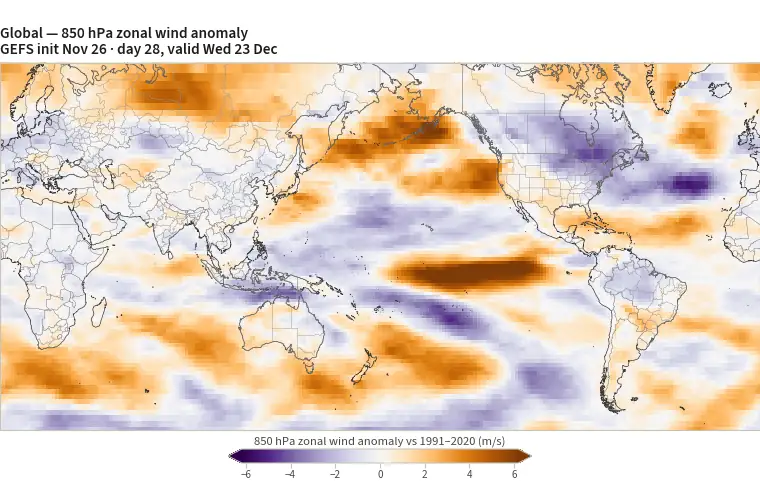 Global — 850 hPa zonal wind anomaly
GEFS init Nov 26 · day 28, valid Wed 23 Dec
850 hPa zonal wind anomaly vs 1991–2020 (m/s)
−6 −4 −2 0 2 4 6